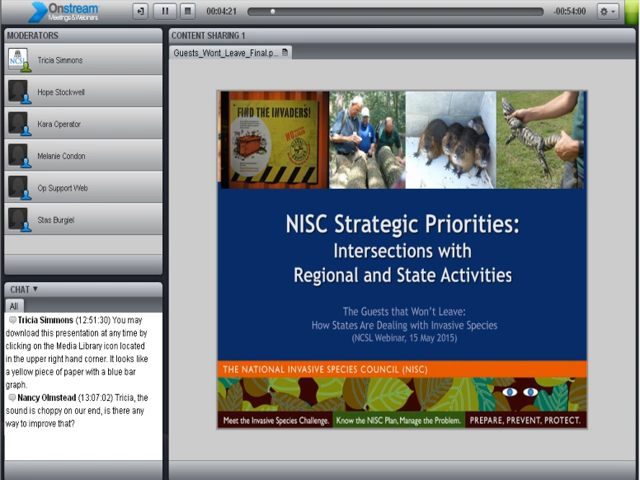 Onstream
Meetings & Webinars
00:04:21
-00:54:00
MODERATORS
Tricia Simmons
Hope Stockwell
Kara Operator
Melanie Condon
Op Support Web
Stas Burgiel
NCSL
CHAT
All
Tricia Simmons (12:51:30) You may
download this presentation at any time by
clicking on the Media Library icon located
in the upper right hand corner. It looks like
a yellow piece of paper with a blue bar
graph.
Nancy Olmstead (13:07:02) Tricia, the
sound is choppy on our end, is there any
way to improve that?
CONTENT SHARING 1
Guests_Wont_Leave_Final.p...
FIND THE INVADERS!
NISC Strategic Priorities:
Intersections with
Regional and State Activities
The Guests that Won't Leave:
How States Are Dealing with Invasive Species
(NCSL Webinar, 15 May 2015)
THE NATIONAL INVASIVE SPECIES COUNCIL (NISC)
Meet the Invasive Species Challenge. Know the NISC Plan, Manage the Problem. PREPARE, PREVENT, PROTECT.